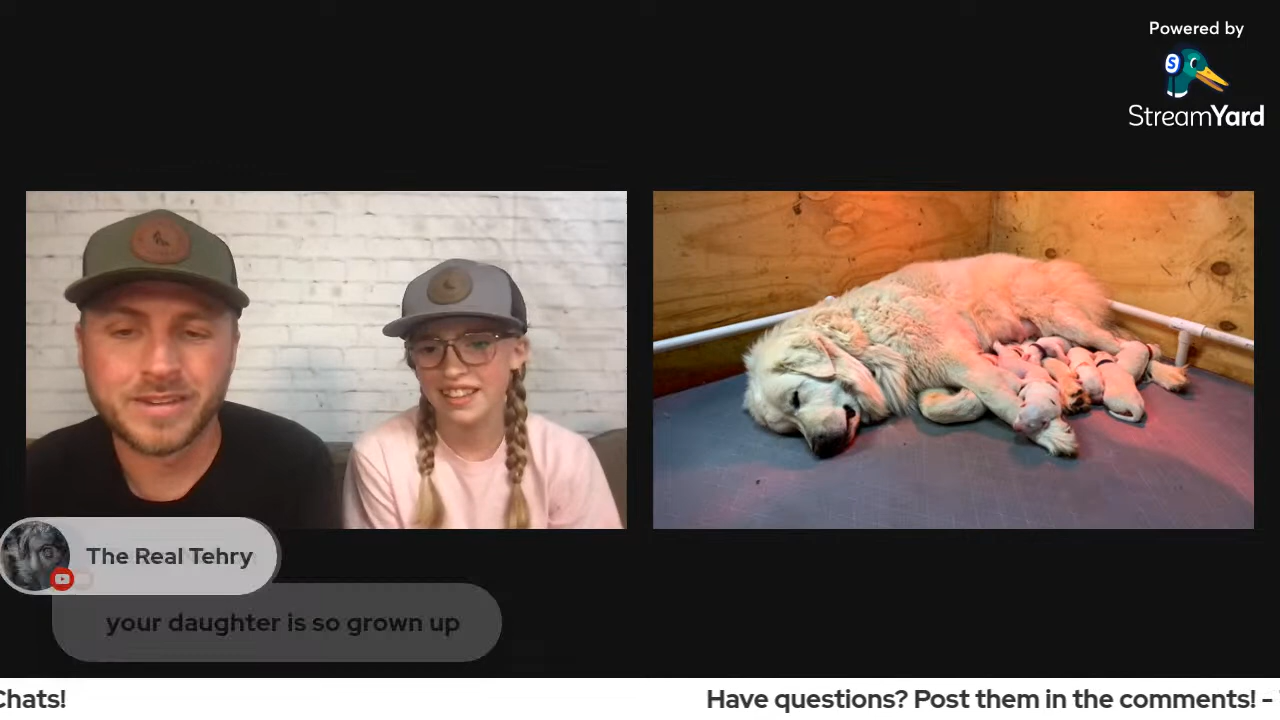 Powered by
S
StreamYard
The Real Tehry
your daughter is so grown up
Chats!
Have questions? Post them in the comments! -